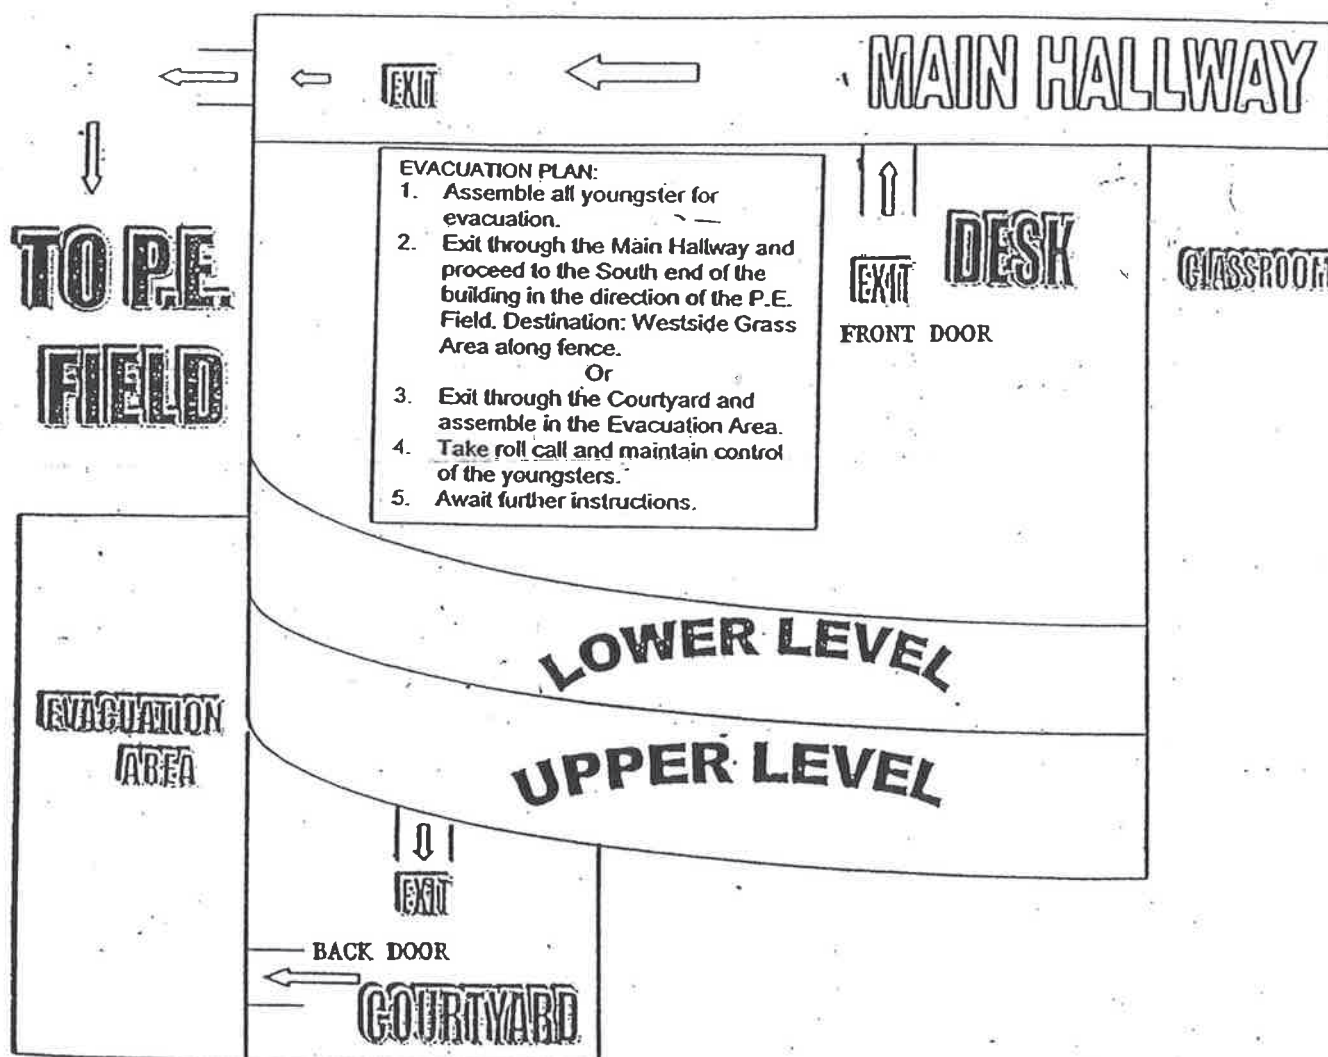 MAIN HALLWAY
EXIT
EVACUATION PLAN:
1. Assemble all youngster for
evacuation.
2. Exit through the Main Hallway and
proceed to the South end of the
building in the direction of the P.E.
Field. Destination: Westside Grass
Area along fence.
Or
3. Exit through the Courtyard and
assemble in the Evacuation Area.
4. Take roll call and maintain control
of the youngsters.
5. Await further instructions.
DESK
EXIT
FRONT DOOR
CLASSROOM
TO P.E.
FIELD
LOWER LEVEL
UPPER LEVEL
EVACUATION
AREA
EXIT
BACK DOOR
COURTYARD